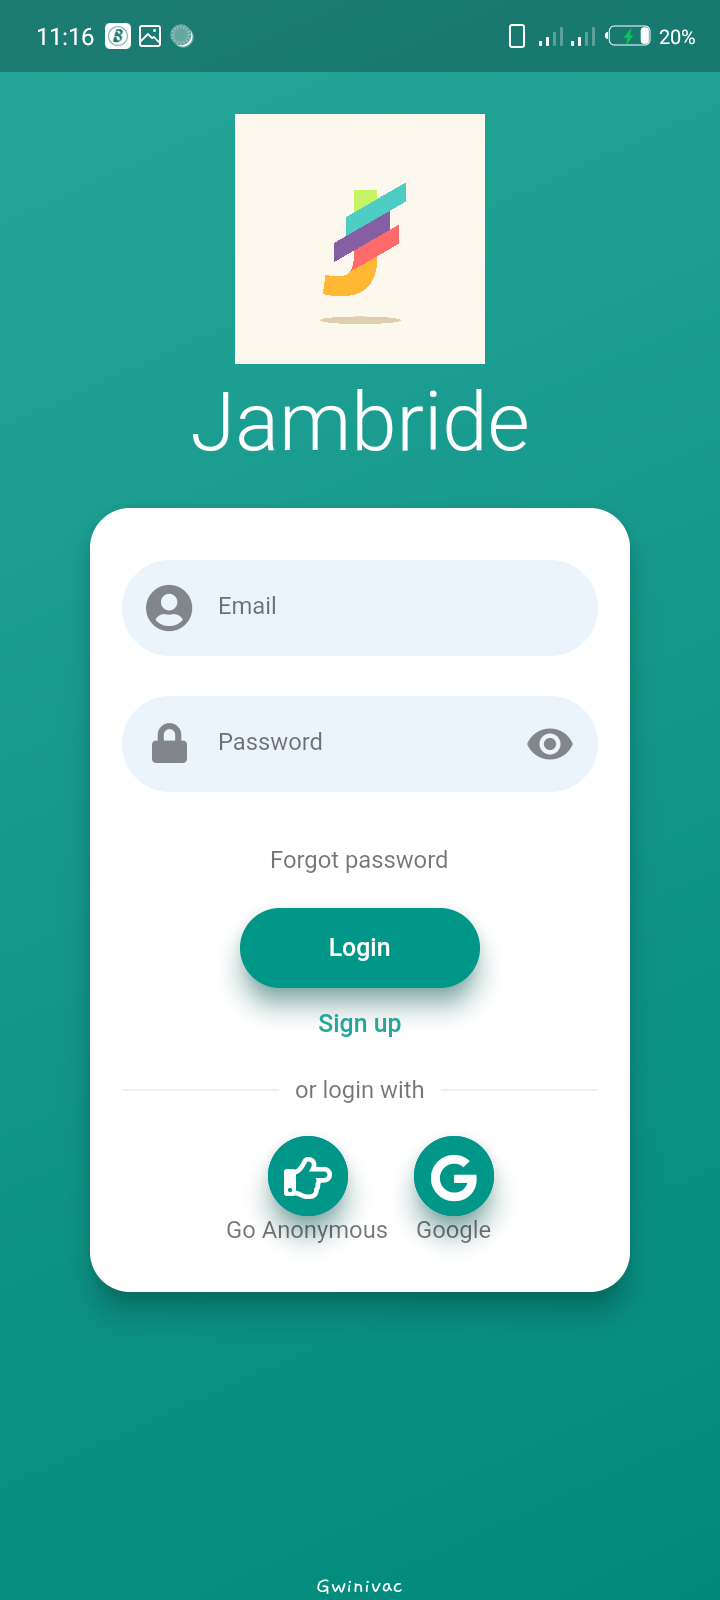 11:16 20%
Jambride
Email
Password
Forgot password
Login
Sign up
or login with
Go Anonymous Google
Gwinivac